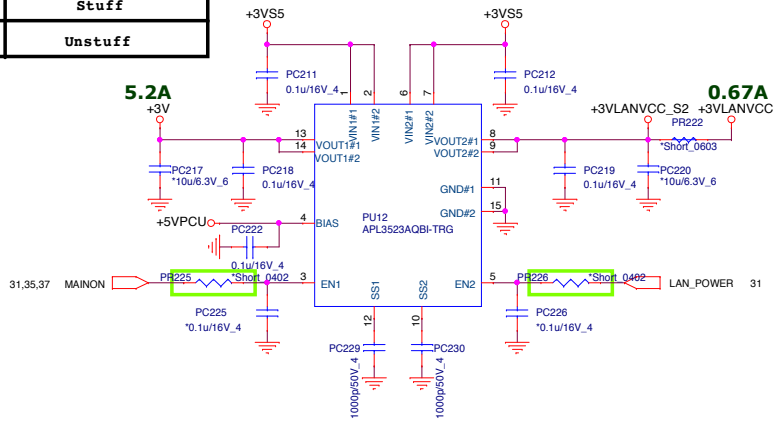 Stuff
Unstuff
+3VS5
+3VS5
PC211
0.1u/16V_4
PC212
0.1u/16V_4
1
2
6
7
5.2A
+3V
0.67A
+3VLANVCC_S2
+3VLANVCC
PR222
*Short_0603
VIN1#1
VIN1#2
VIN2#1
VIN2#2
13
14
VOUT1#1
VOUT1#2
VOUT2#1
VOUT2#2
8
9
PC217
*10u/6.3V_6
PC218
0.1u/16V_4
PC219
0.1u/16V_4
PC220
*10u/6.3V_6
GND#1
11
GND#2
15
+5VPCU
4
BIAS
PU12
APL3523AQBI-TRG
PC222
0.1u/16V_4
31,35,37
MAINON
PR225
*Short_0402
3
EN1
EN2
5
PR226
*Short_0402
LAN_POWER
31
SS1
SS2
PC225
*0.1u/16V_4
PC226
*0.1u/16V_4
12
10
PC229
1000p/50V_4
PC230
1000p/50V_4